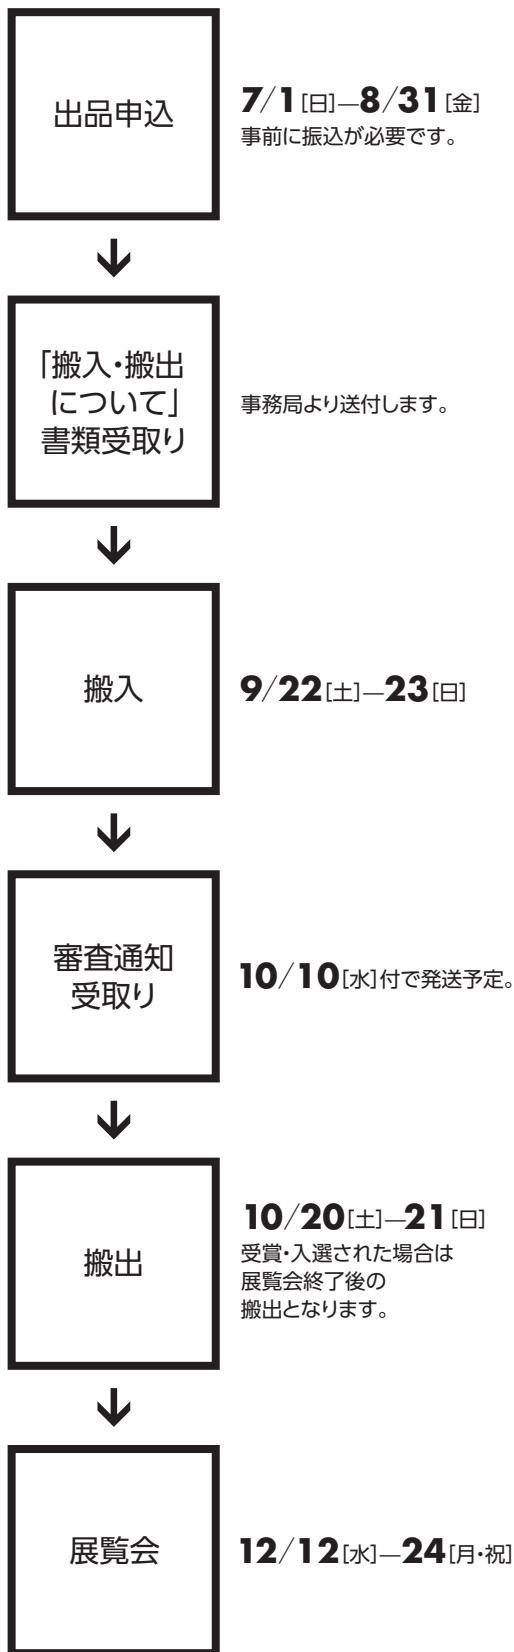 出品申込
7/1[日]—8/31[金]
事前に振込が必要です。
「搬入・搬出
について」
書類受取り
事務局より送付します。
搬入
9/22[土]—23[日]
審査通知
受取り
10/10[水]付で発送予定。
搬出
10/20[土]—21[日]
受賞・入選された場合は
展覧会終了後の
搬出となります。
展覧会
12/12[水]—24[月・祝]